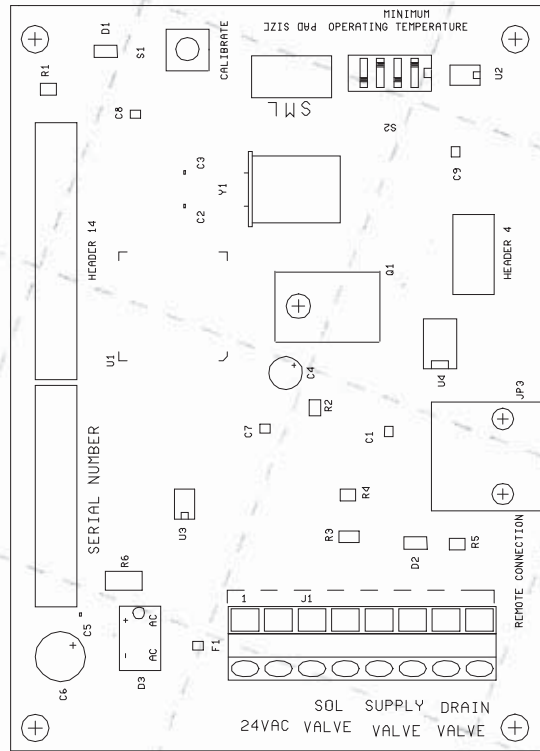 MINIMUM
PAD SIZE OPERATING TEMPERATURE
D1
S1
CALIBRATE
R1
U2
SML
S2
C8
C9
C3
Y1
C2
HEADER 14
HEADER 4
Q1
U1
U4
C4
JP3
R2
C7
C1
SERIAL NUMBER
R4
U3
R3
D2
R5
REMOTE CONNECTION
R6
1 J1
+ AC
- AC
C5
F1
D3
+
C6
SOL SUPPLY DRAIN
24VAC VALVE VALVE VALVE